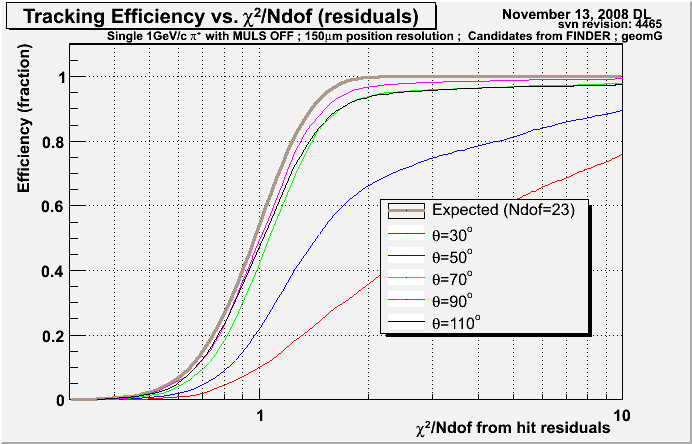 Tracking Efficiency vs. χ²/Ndof (residuals)
November 13, 2008 DL
svn revision: 4465
Single 1GeV/c π⁺ with MULS OFF ; 150μm position resolution ; Candidates from FINDER ; geomG
Efficiency (fraction)
1
0.8
0.6
0.4
0.2
0
Expected (Ndof=23)
θ=30°
θ=50°
θ=70°
θ=90°
θ=110°
1
10
χ²/Ndof from hit residuals